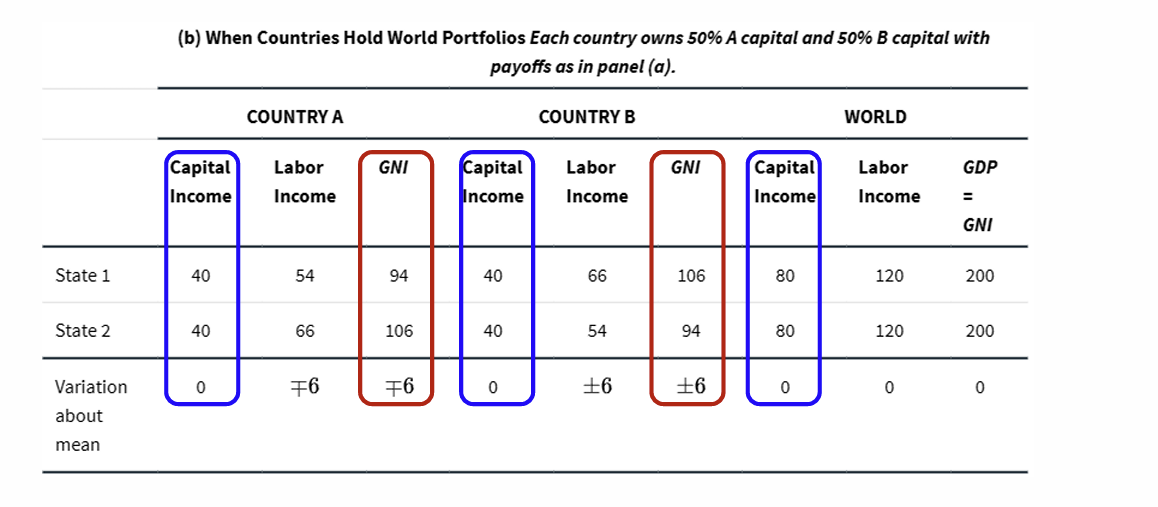 (b) When Countries Hold World Portfolios Each country owns 50% A capital and 50% B capital with
payoffs as in panel (a).
COUNTRY A COUNTRY B WORLD
Capital Labor GNI Capital Labor GNI Capital Labor GDP
Income Income Income Income Income Income =
GNI
State 1 40 54 94 40 66 106 80 120 200
State 2 40 66 106 40 54 94 80 120 200
Variation 0 ∓6 ∓6 0 ±6 ±6 0 0 0
about
mean